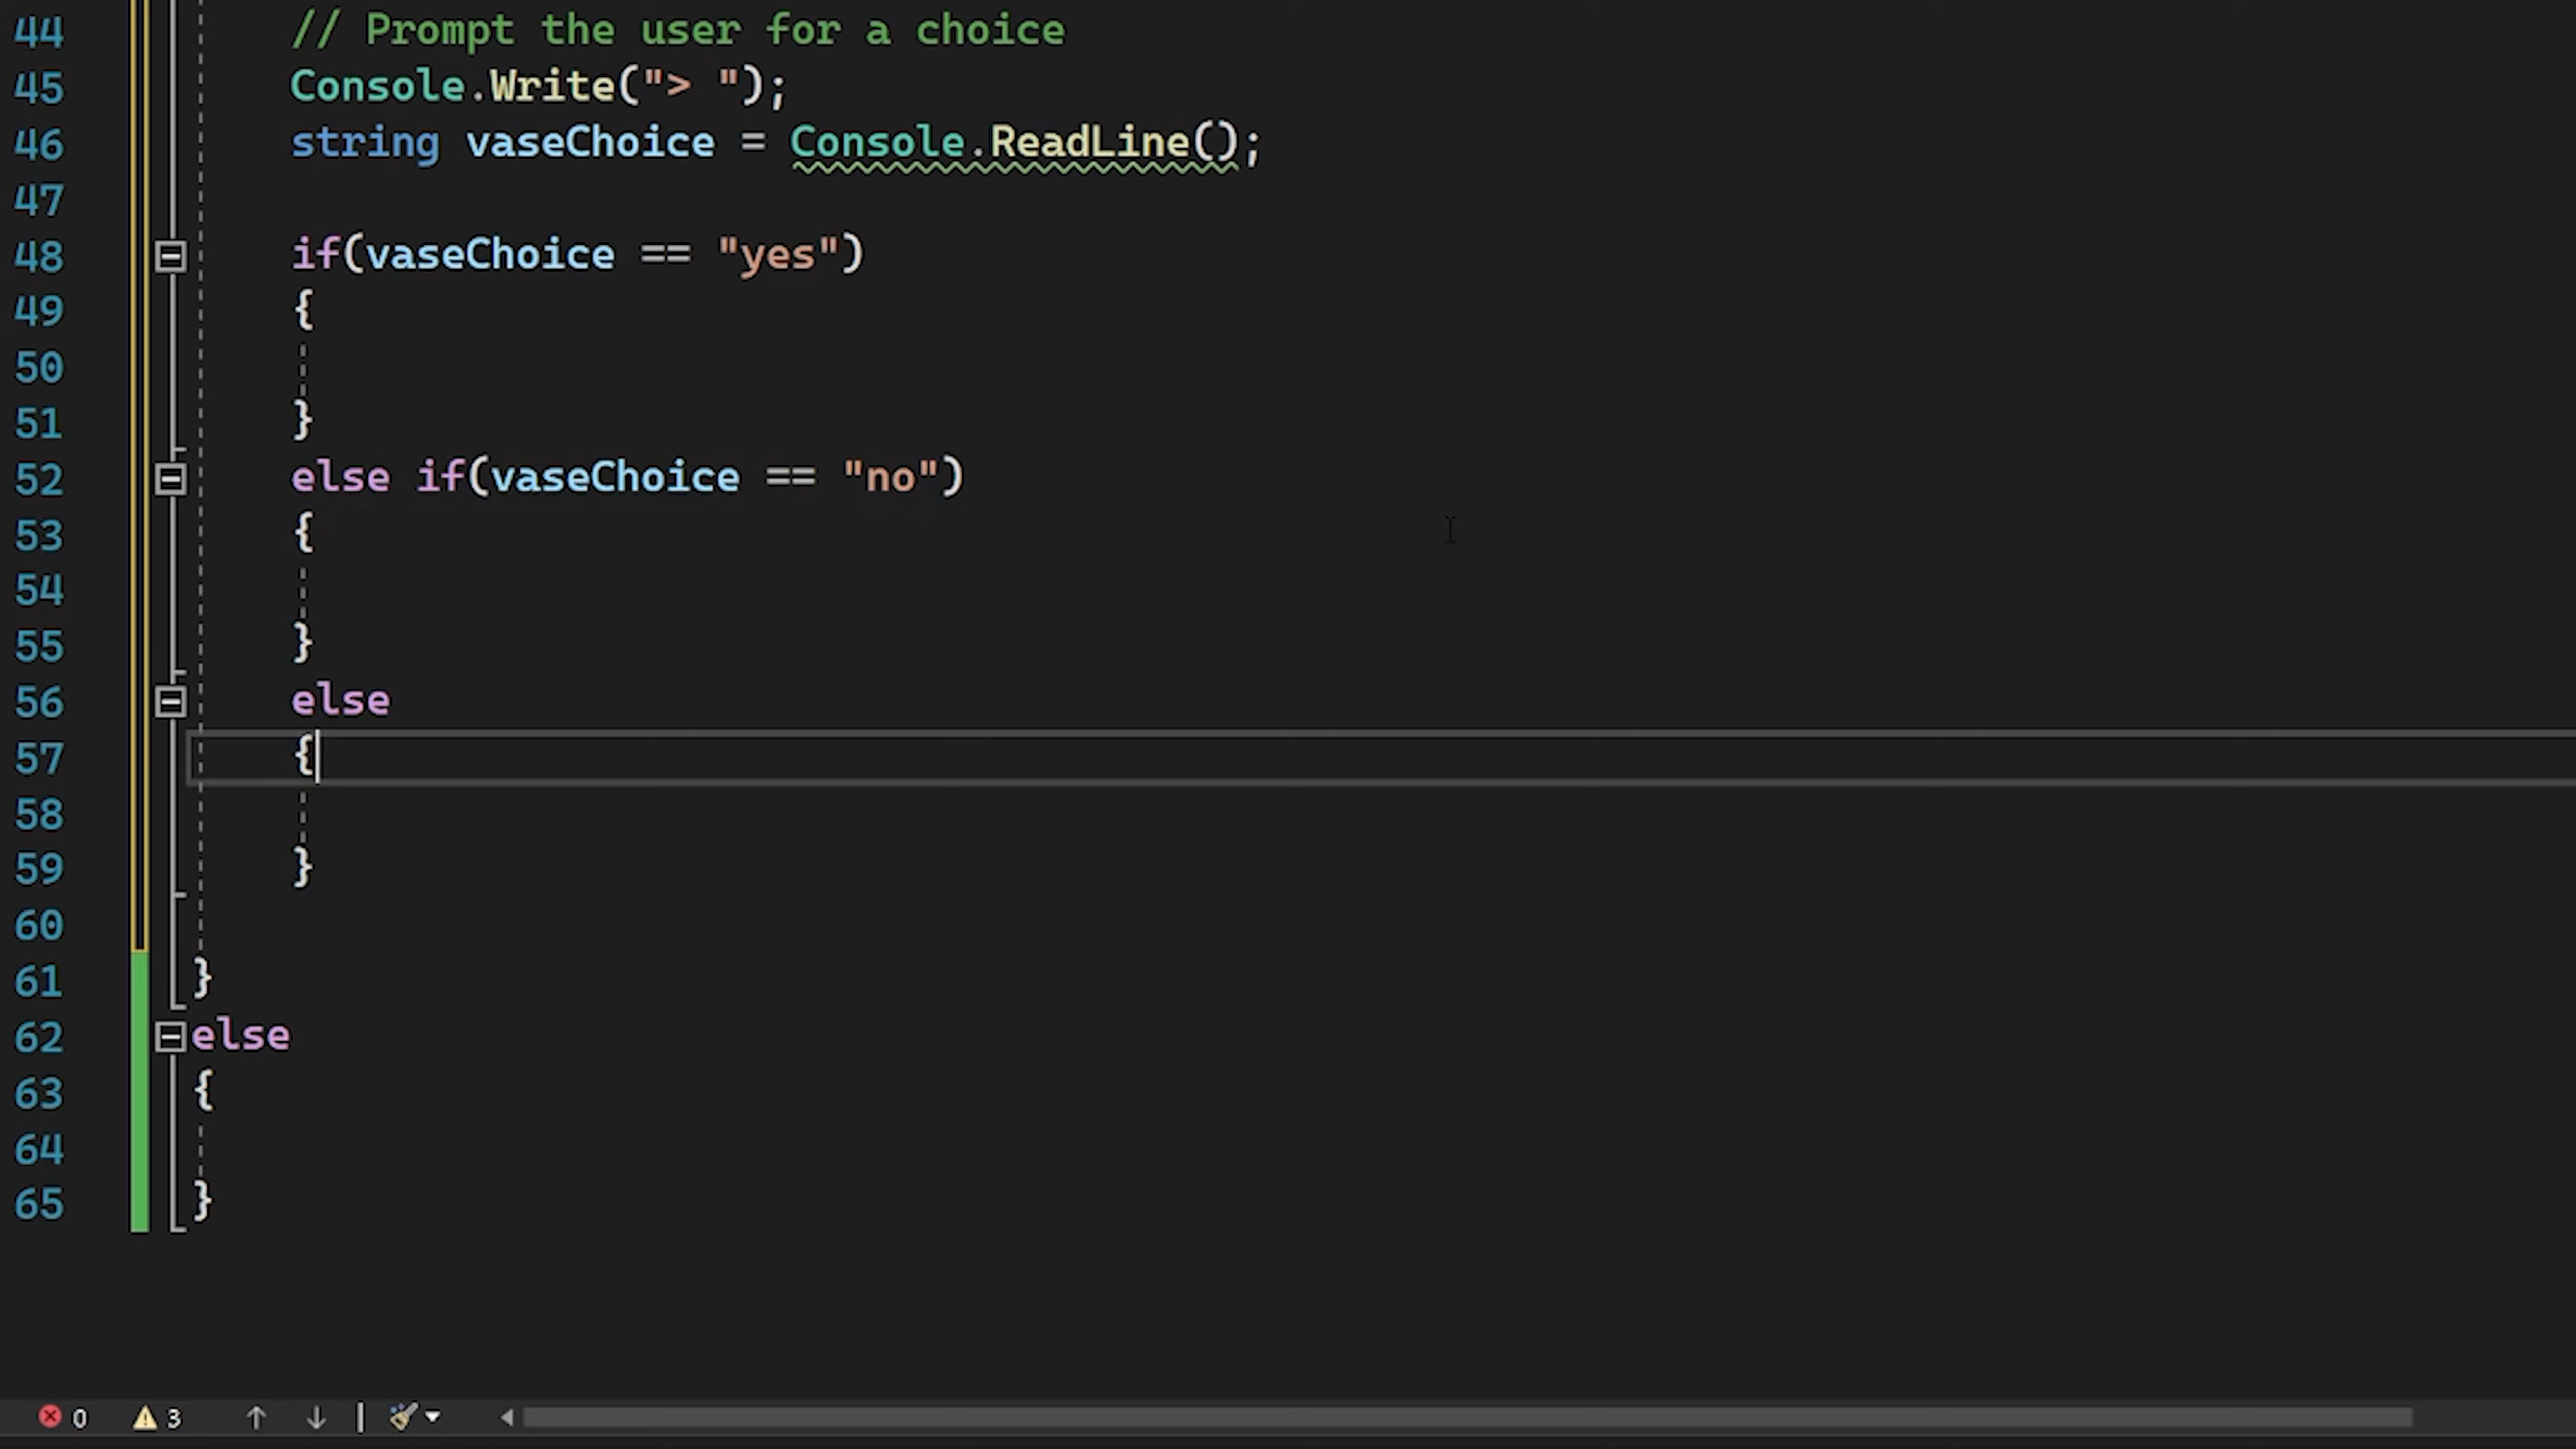 44 // Prompt the user for a choice
45 Console.Write("> ");
46 string vaseChoice = Console.ReadLine();
47
48 if(vaseChoice == "yes")
49 {
50
51 }
52 else if(vaseChoice == "no")
53 {
54
55 }
56 else
57 {
58
59 }
60
61 }
62 else
63 {
64
65 }
0 3